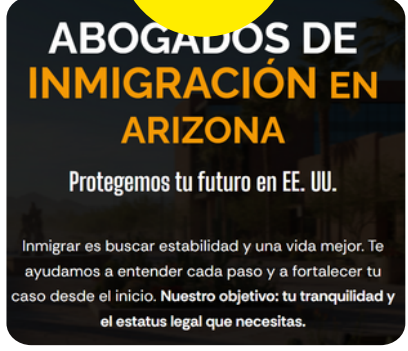 ABOGADOS DE
INMIGRACIÓN EN
ARIZONA
Protegemos tu futuro en EE. UU.
Inmigrar es buscar estabilidad y una vida mejor. Te
ayudamos a entender cada paso y a fortalecer tu
caso desde el inicio. Nuestro objetivo: tu tranquilidad y
el estatus legal que necesitas.